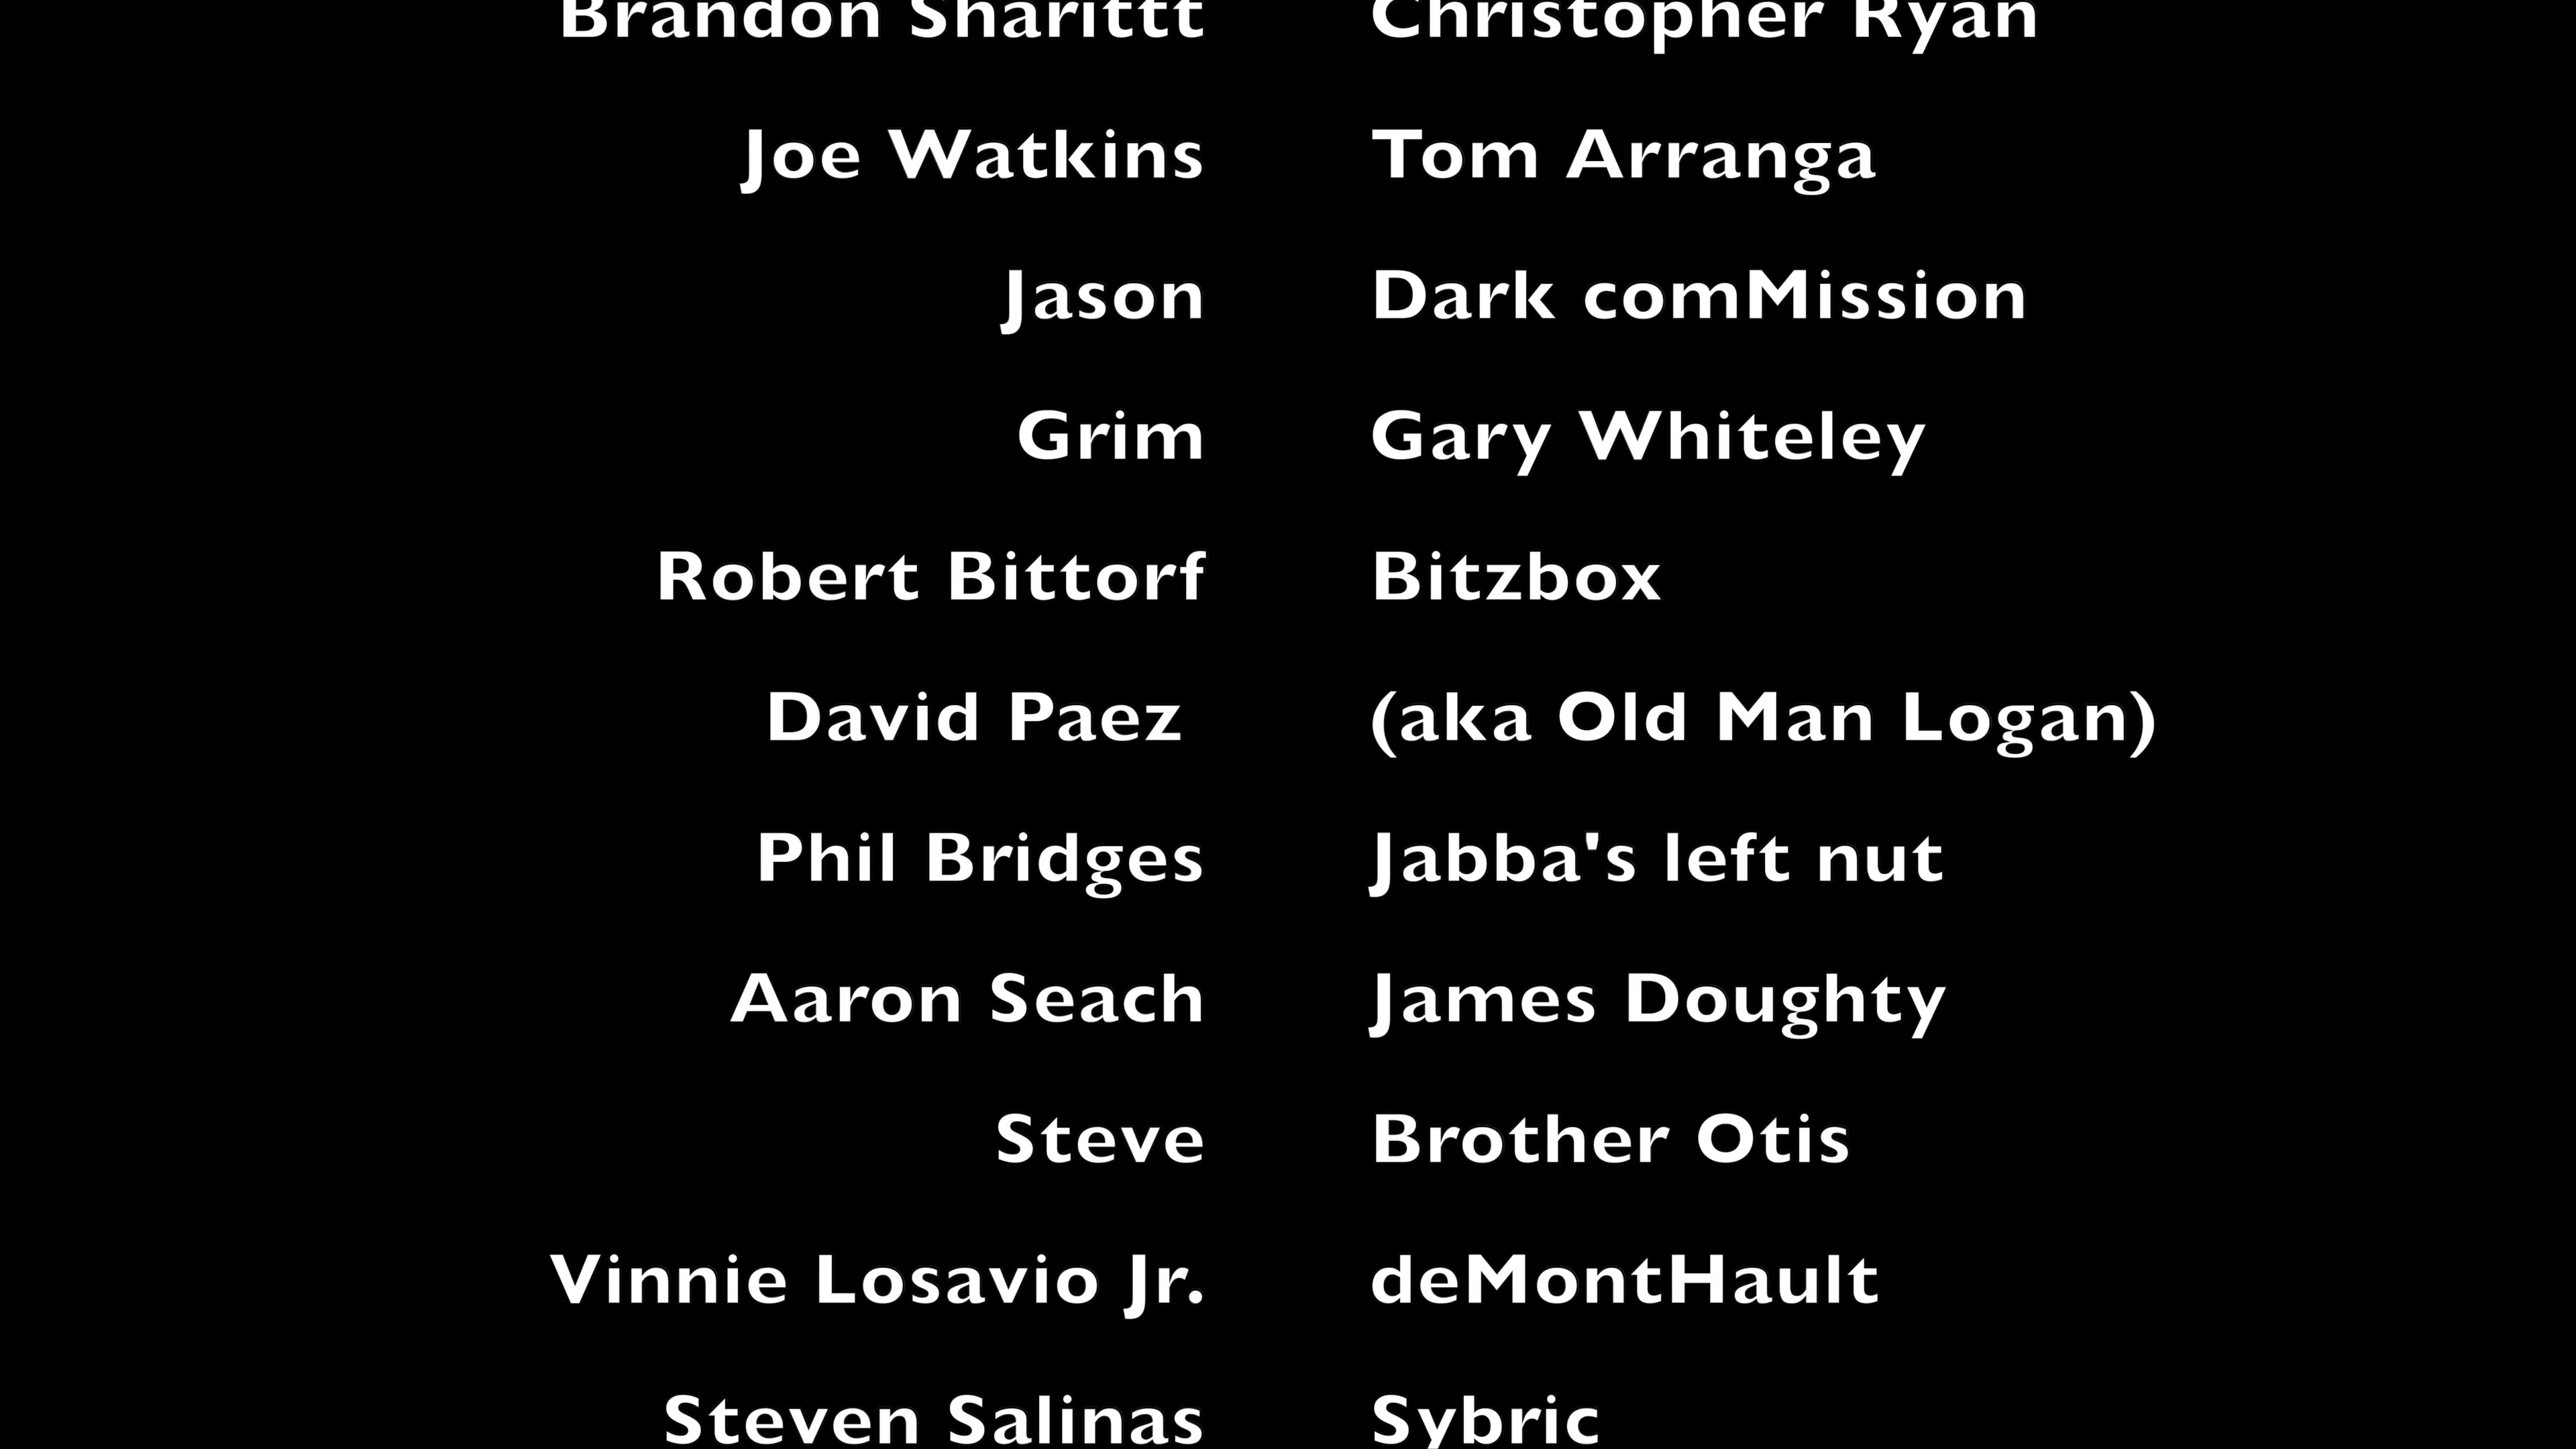 Brandon Sharittt Christopher Ryan
Joe Watkins Tom Arranga
Jason Dark comMission
Grim Gary Whiteley
Robert Bittorf Bitzbox
David Paez (aka Old Man Logan)
Phil Bridges Jabba's left nut
Aaron Seach James Doughty
Steve Brother Otis
Vinnie Losavio Jr. deMontHault
Steven Salinas Sybric